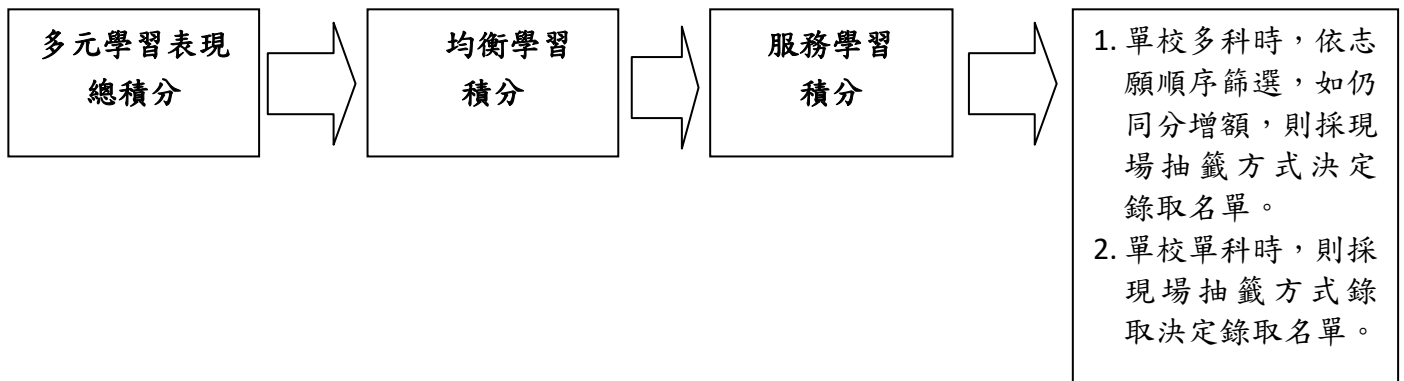 多元學習表現
總積分
均衡學習
積分
服務學習
積分
1. 單校多科時，依志
願順序篩選，如仍
同分增額，則採現
場抽籤方式決定
錄取名單。
2. 單校單科時，則採
現場抽籤方式錄
取決定錄取名單。